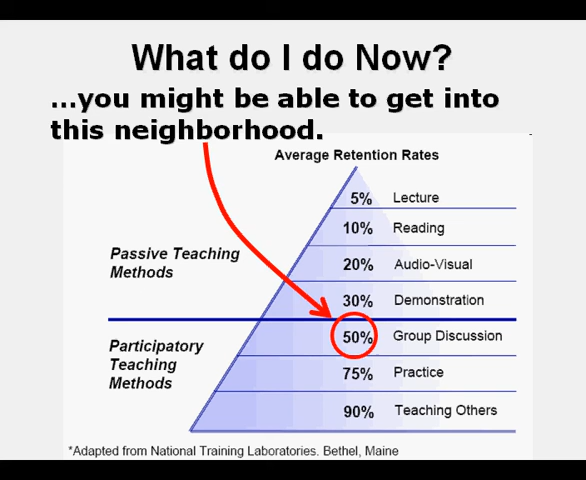 What do I do Now?
...you might be able to get into
this neighborhood.
Average Retention Rates
5% Lecture
10% Reading
20% Audio-Visual
30% Demonstration
Passive Teaching
Methods
50% Group Discussion
75% Practice
90% Teaching Others
Participatory
Teaching
Methods
*Adapted from National Training Laboratories. Bethel, Maine